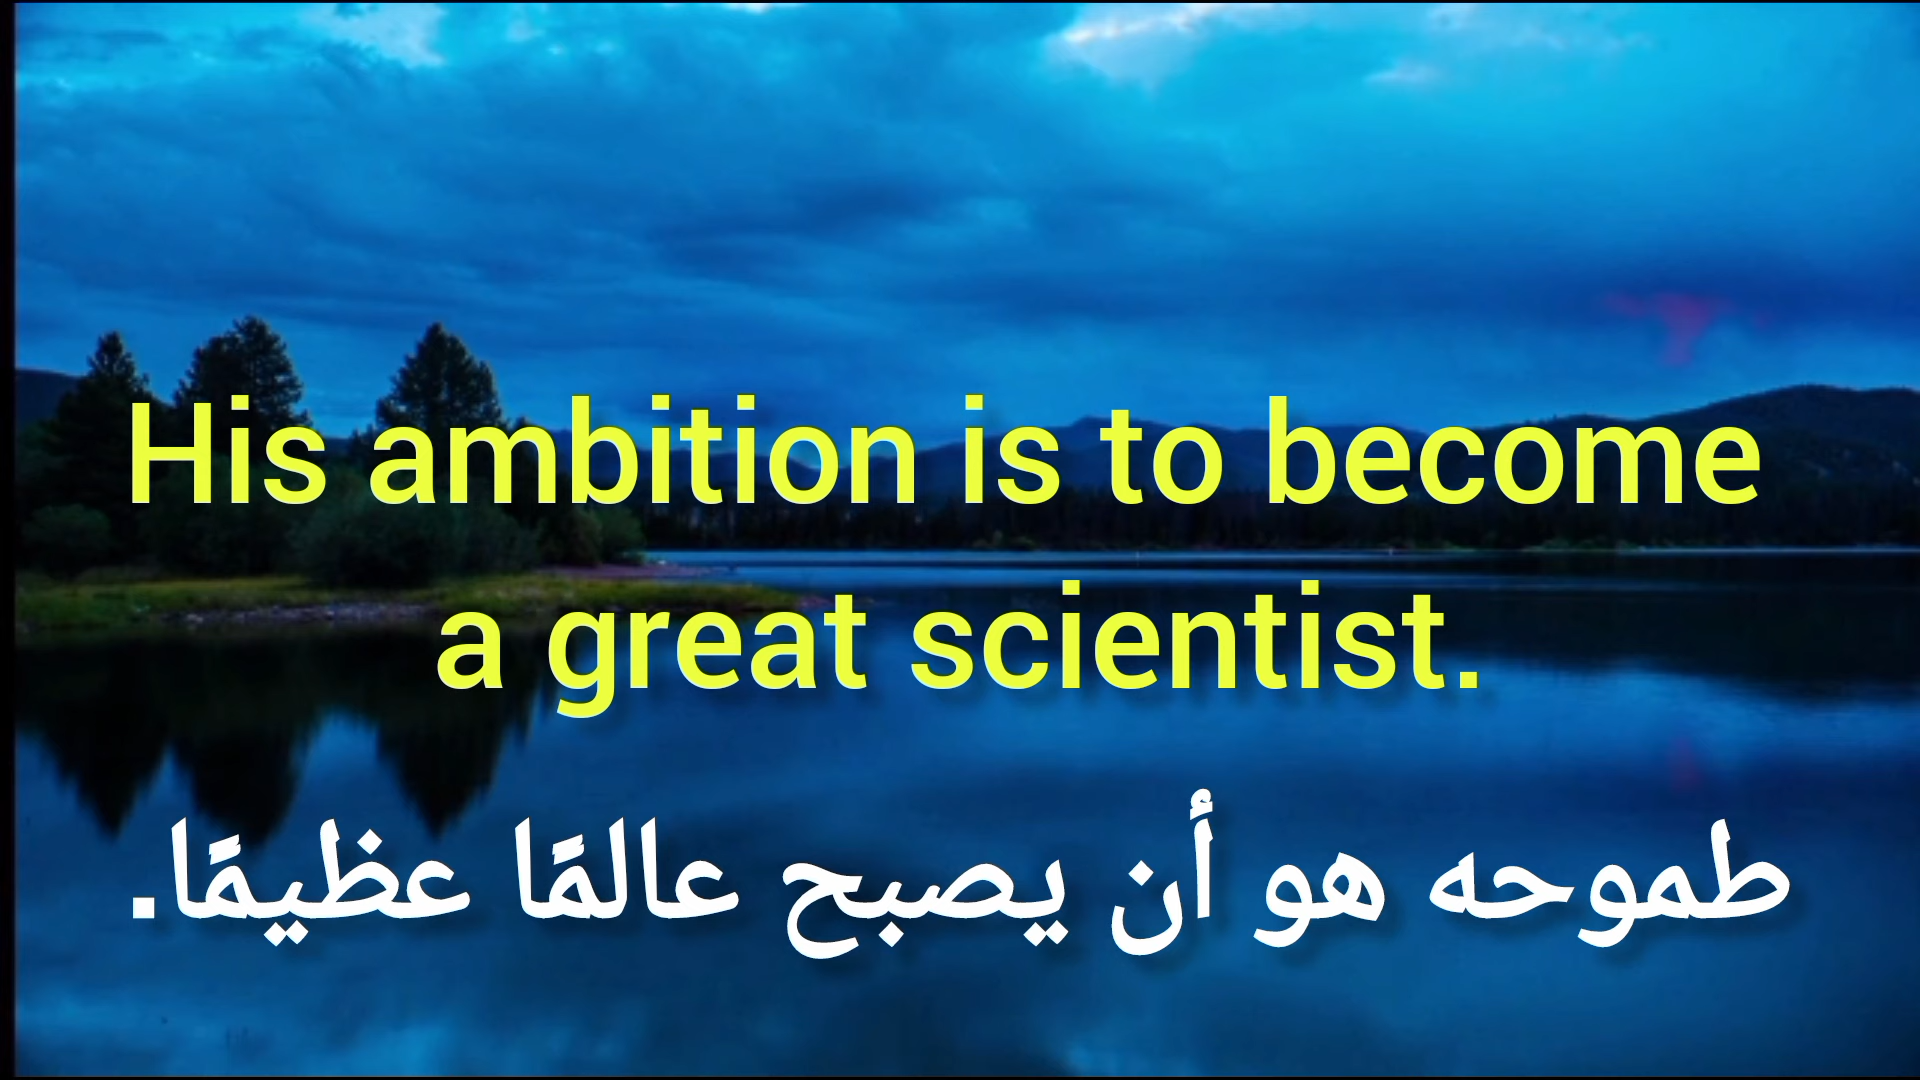 His ambition is to become
a great scientist.
طموحه هو أن يصبح عالمًا عظيمًا.